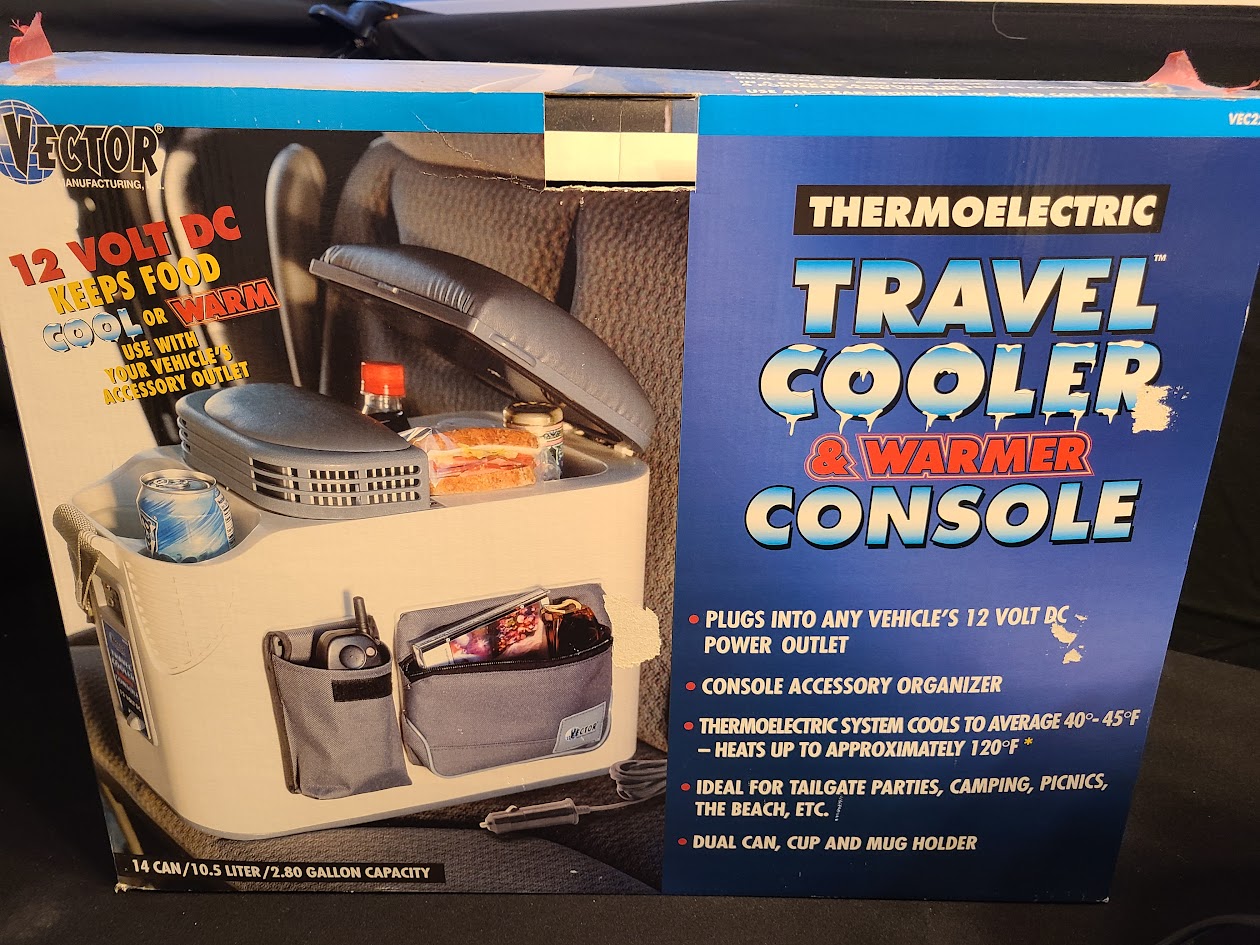 VECTOR®
MANUFACTURING,
12 VOLT DC
KEEPS FOOD
COOL OR WARM
USE WITH
YOUR VEHICLE'S
ACCESSORY OUTLET
VECTOR
14 CAN/10.5 LITER/2.80 GALLON CAPACITY
THERMOELECTRIC
TRAVEL™
COOLER
& WARMER
CONSOLE
• PLUGS INTO ANY VEHICLE'S 12 VOLT DC
POWER OUTLET
• CONSOLE ACCESSORY ORGANIZER
• THERMOELECTRIC SYSTEM COOLS TO AVERAGE 40°- 45°F
– HEATS UP TO APPROXIMATELY 120°F *
• IDEAL FOR TAILGATE PARTIES, CAMPING, PICNICS,
THE BEACH, ETC.
• DUAL CAN, CUP AND MUG HOLDER